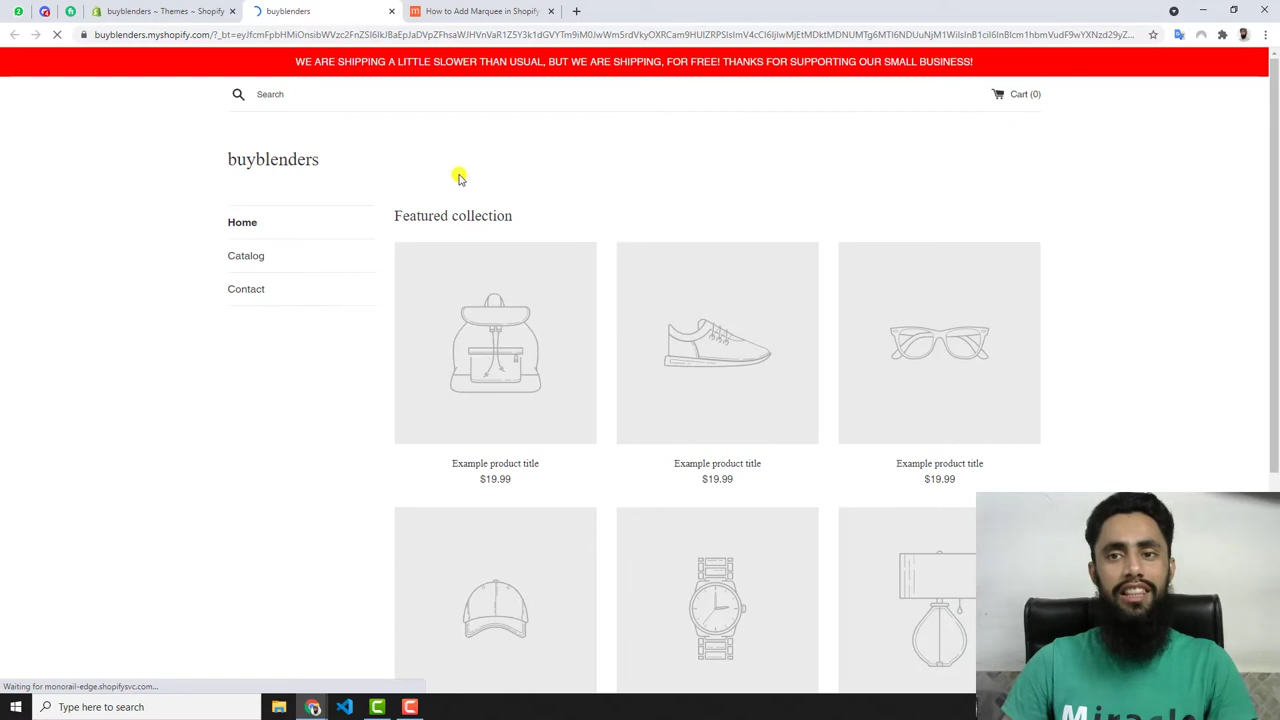 buyblenders ~ Themes ~ Shopify
buyblenders
How to Add Marquee in Shopify
WE ARE SHIPPING A LITTLE SLOWER THAN USUAL, BUT WE ARE SHIPPING, FOR FREE! THANKS FOR SUPPORTING OUR SMALL BUSINESS!
Search
Cart (0)
buyblenders
Home
Catalog
Contact
Featured collection
Example product title
$19.99
Example product title
$19.99
Example product title
$19.99
Waiting for monorail-edge.shopifysvc.com...
Type here to search
Miracle